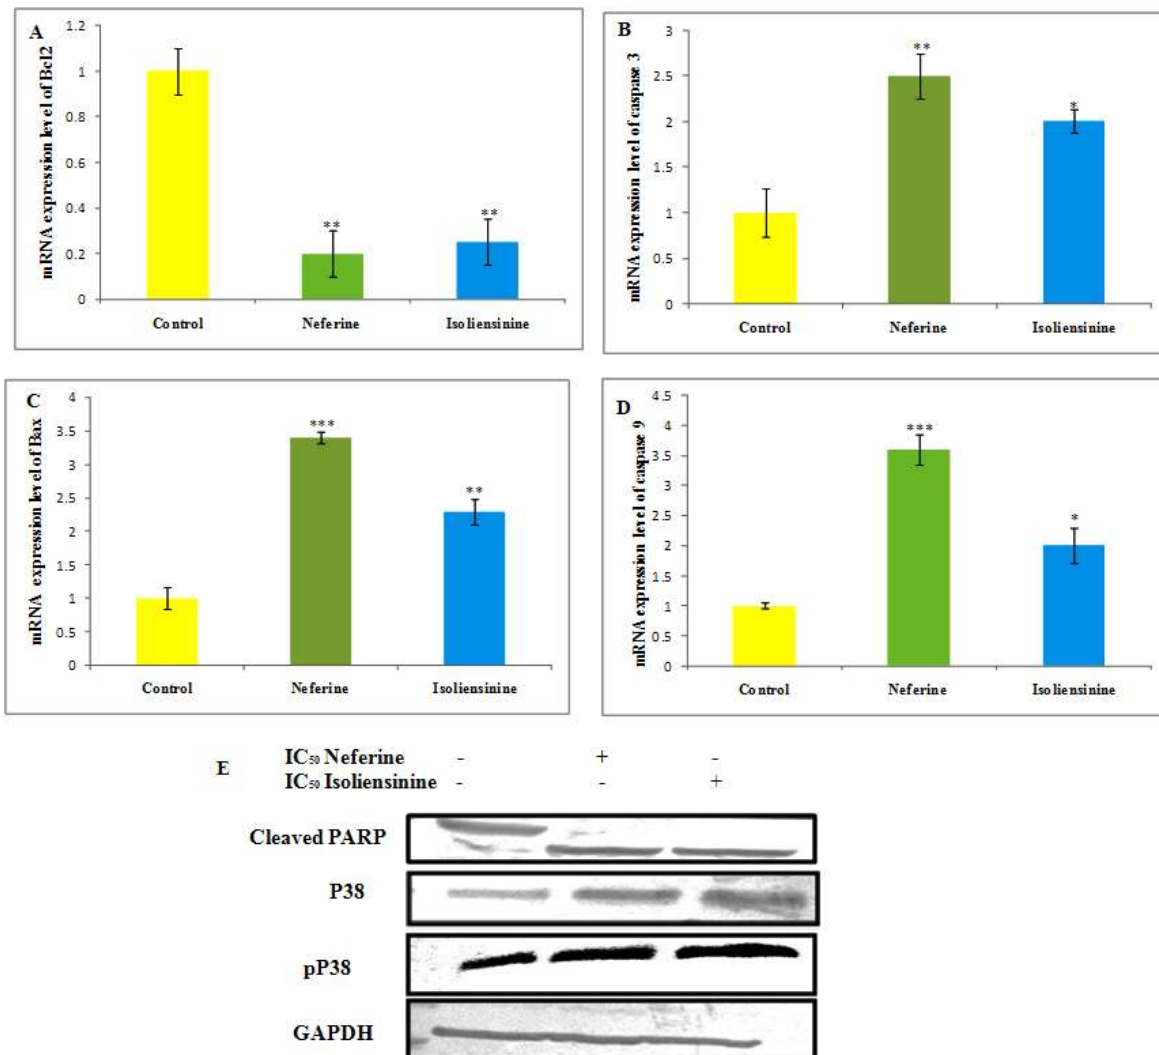 A
mRNA expression level of Bcl2
1.2
1
0.8
0.6
0.4
0.2
0
**
**
Control Neferine Isoliensinine
B
mRNA expression level of caspase 3
3
2.5
2
1.5
1
0.5
0
**
*
Control Neferine Isoliensinine
C
mRNA expression level of Bax
4
3.5
3
2.5
2
1.5
1
0.5
0
***
**
Control Neferine Isoliensinine
D
mRNA expression level of caspase 9
4.5
4
3.5
3
2.5
2
1.5
1
0.5
0
***
*
Control Neferine Isoliensinine
E
IC50 Neferine - + -
IC50 Isoliensinine - - +
Cleaved PARP
P38
pP38
GAPDH